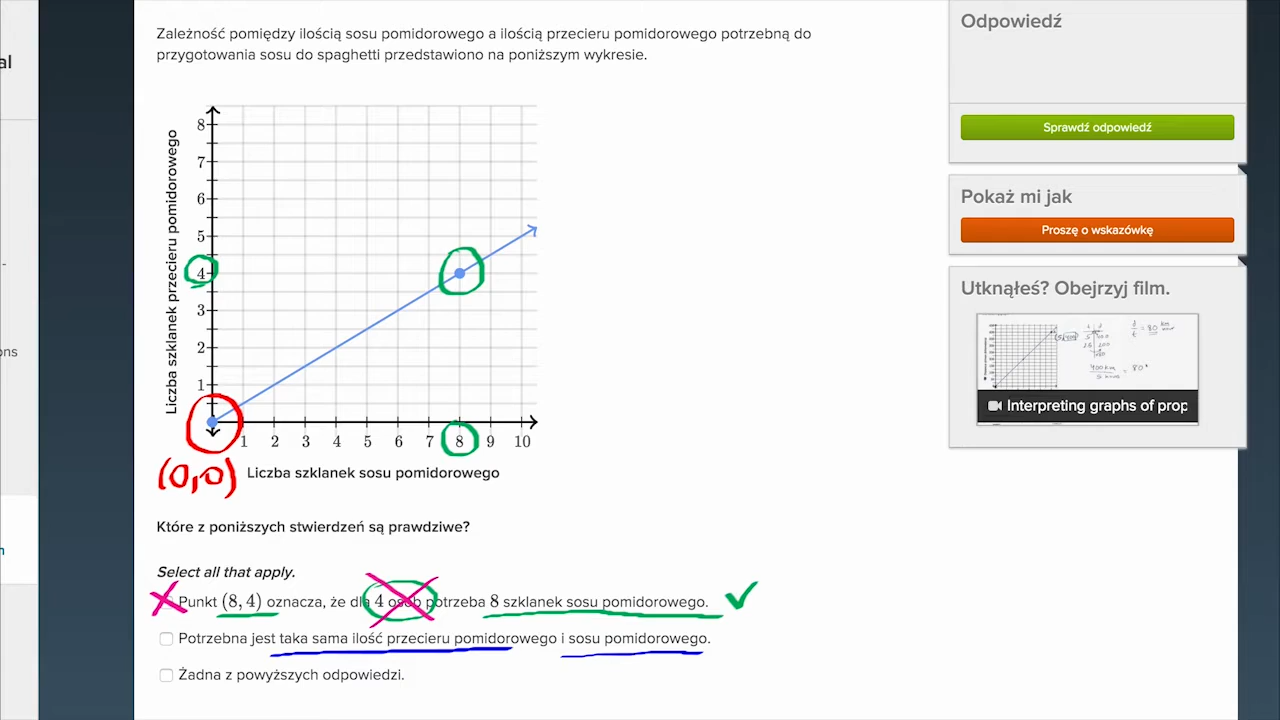 al
-
ons
h
Zależność pomiędzy ilością sosu pomidorowego a ilością przecieru pomidorowego potrzebną do
przygotowania sosu do spaghetti przedstawiono na poniższym wykresie.
Liczba szklanek przecieru pomidorowego
8
7
6
5
4
3
2
1
1 2 3 4 5 6 7 8 9 10
(0,0)
Liczba szklanek sosu pomidorowego
Które z poniższych stwierdzeń są prawdziwe?
Select all that apply.
Punkt (8,4) oznacza, że dla 4 osób potrzeba 8 szklanek sosu pomidorowego.
Potrzebna jest taka sama ilość przecieru pomidorowego i sosu pomidorowego.
Żadna z powyższych odpowiedzi.
Odpowiedź
Sprawdź odpowiedź
Pokaż mi jak
Proszę o wskazówkę
Utknąłeś? Obejrzyj film.
Interpreting graphs of prop